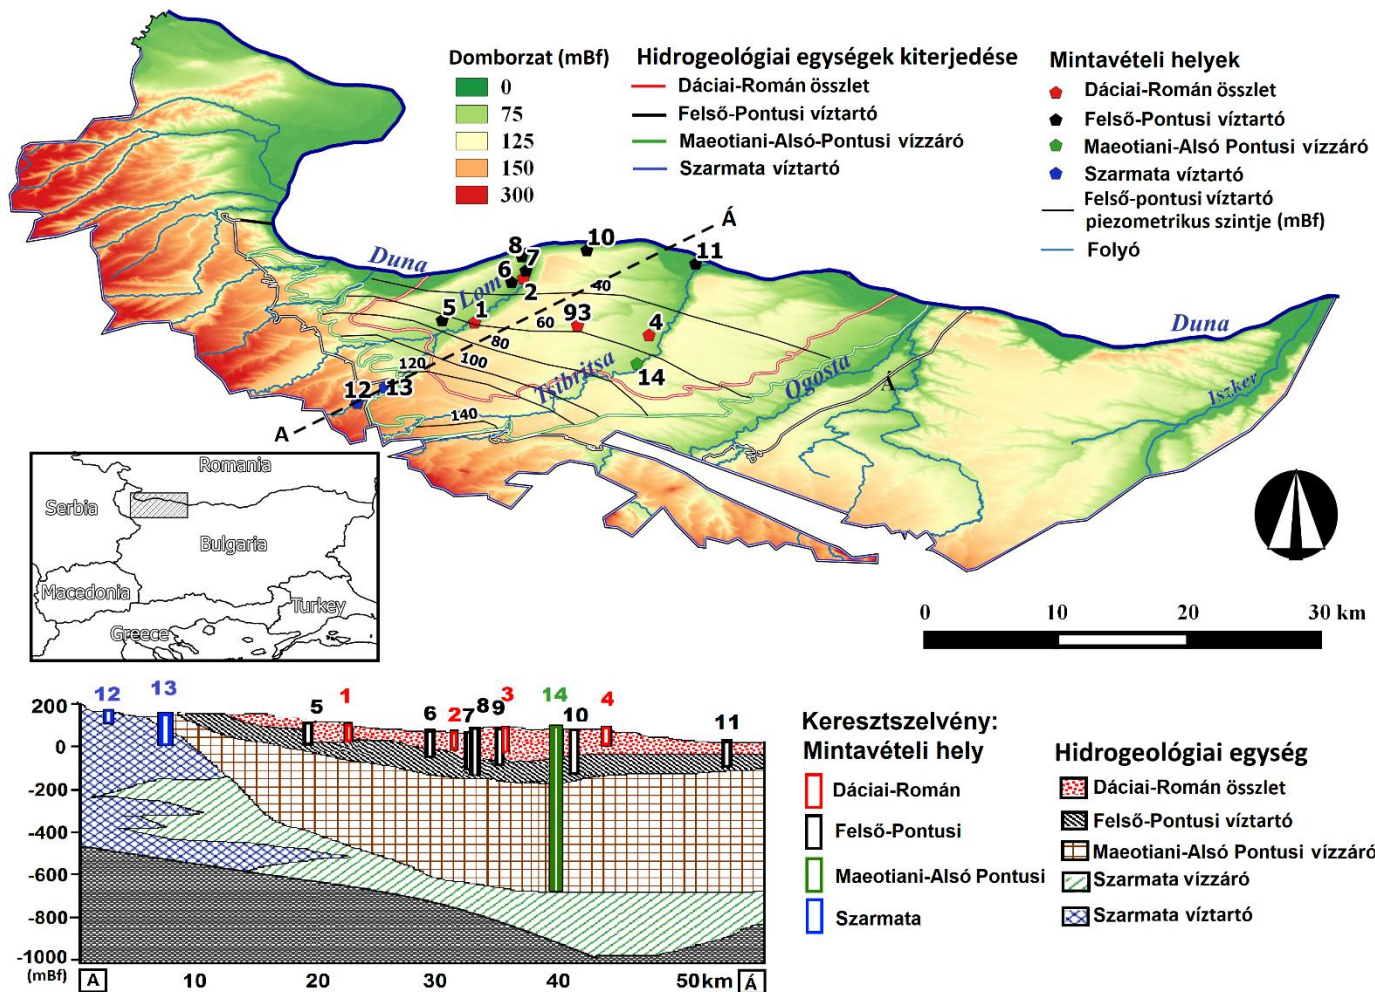 Domborzat (mBf)
0
75
125
150
300
Hidrogeológiai egységek kiterjedése
Dáciai-Román összlet
Felső-Pontusi víztartó
Maeotiani-Alsó-Pontusi vízzáró
Szarmata víztartó
Mintavételi helyek
Dáciai-Román összlet
Felső-Pontusi víztartó
Maeotiani-Alsó Pontusi vízzáró
Szarmata víztartó
Felső-pontusi víztartó
piezometrikus szintje (mBf)
Folyó
Á
Duna
8
10
11
7
6
2
40
Lom
5
1
60
93
4
80
100
120
Tsibritsa
14
Ogosta
Duna
Iszker
Á
12
13
140
A
Romania
Serbia
Bulgaria
Macedonia
Turkey
Greece
0
10
20
30 km
12
13
5
1
6
2
7
8
9
3
14
10
4
11
200
0
-200
-400
-600
-800
-1000
(mBf)
A
10
20
30
40
50km
Á
Keresztszelvény:
Mintavételi hely
Dáciai-Román
Felső-Pontusi
Maeotiani-Alsó Pontusi
Szarmata
Hidrogeológiai egység
Dáciai-Román összlet
Felső-Pontusi víztartó
Maeotiani-Alsó Pontusi vízzáró
Szarmata vízzáró
Szarmata víztartó